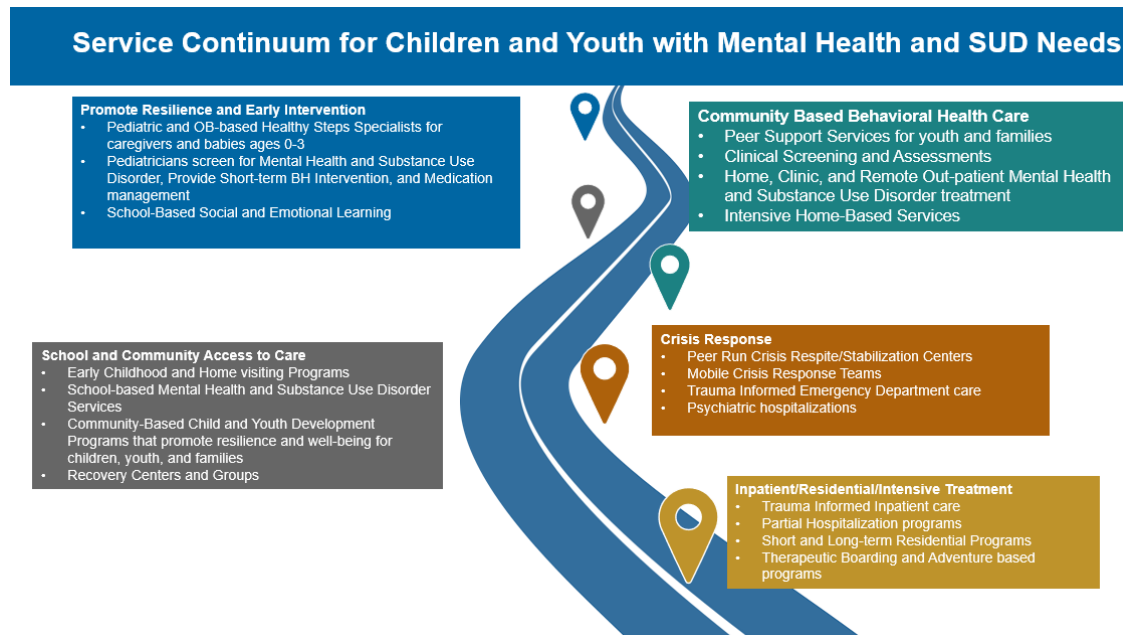 Service Continuum for Children and Youth with Mental Health and SUD Needs
Promote Resilience and Early Intervention
• Pediatric and OB-based Healthy Steps Specialists for
caregivers and babies ages 0-3
• Pediatricians screen for Mental Health and Substance Use
Disorder, Provide Short-term BH Intervention, and Medication
management
• School-Based Social and Emotional Learning
Community Based Behavioral Health Care
• Peer Support Services for youth and families
• Clinical Screening and Assessments
• Home, Clinic, and Remote Out-patient Mental Health
and Substance Use Disorder treatment
• Intensive Home-Based Services
School and Community Access to Care
• Early Childhood and Home visiting Programs
• School-based Mental Health and Substance Use Disorder
Services
• Community-Based Child and Youth Development
Programs that promote resilience and well-being for
children, youth, and families
• Recovery Centers and Groups
Crisis Response
• Peer Run Crisis Respite/Stabilization Centers
• Mobile Crisis Response Teams
• Trauma Informed Emergency Department care
• Psychiatric hospitalizations
Inpatient/Residential/Intensive Treatment
• Trauma Informed Inpatient care
• Partial Hospitalization programs
• Short and Long-term Residential Programs
• Therapeutic Boarding and Adventure based
programs